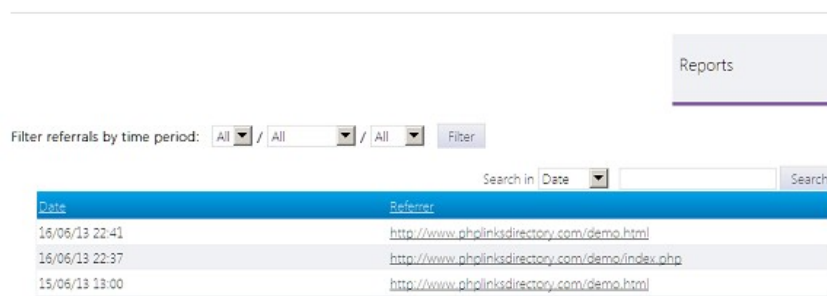 Reports
Filter referrals by time period: All / All / All Filter
Search in Date Search
Date Referrer
16/06/13 22:41 http://www.phplinksdirectory.com/demo.html
16/06/13 22:37 http://www.phplinksdirectory.com/demo/index.php
15/06/13 13:00 http://www.phplinksdirectory.com/demo.html